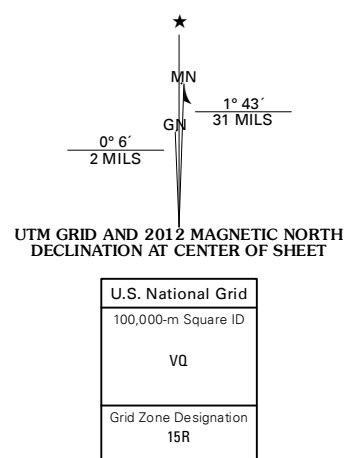 ★
MN
1° 43´
31 MILS
GN
0° 6´
2 MILS
UTM GRID AND 2012 MAGNETIC NORTH
DECLINATION AT CENTER OF SHEET
U.S. National Grid
100,000-m Square ID
VQ
Grid Zone Designation
15R